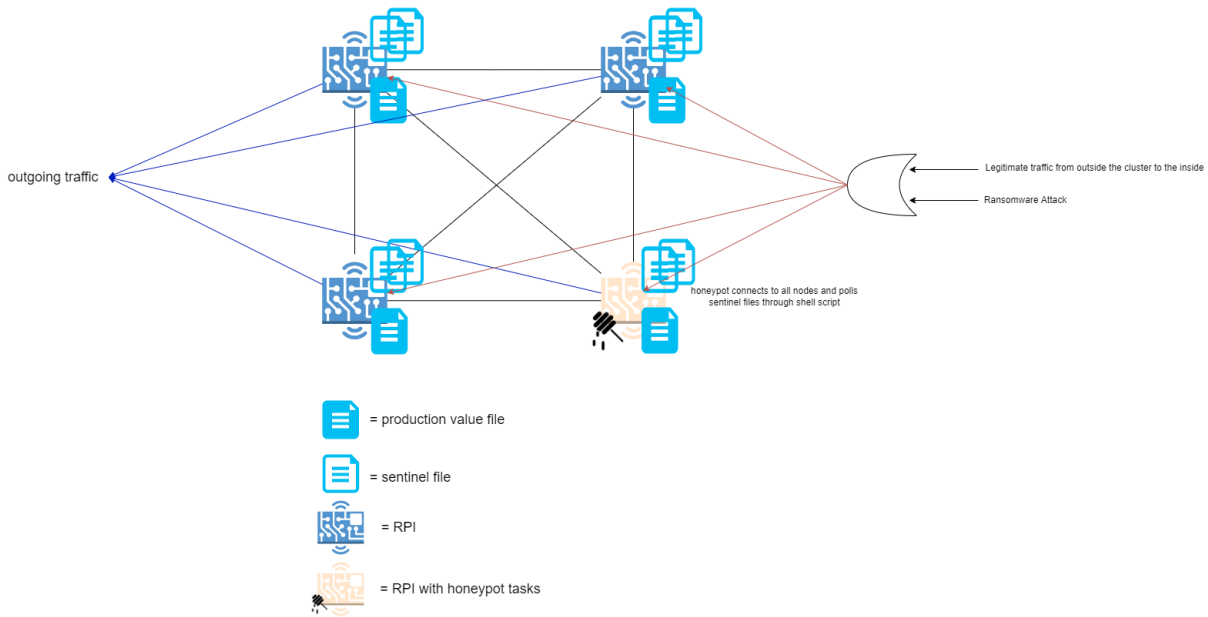 outgoing traffic
Legitimate traffic from outside the cluster to the inside
Ransomware Attack
honeypot connects to all nodes and polls
sentinel files through shell script
= production value file
= sentinel file
= RPI
= RPI with honeypot tasks